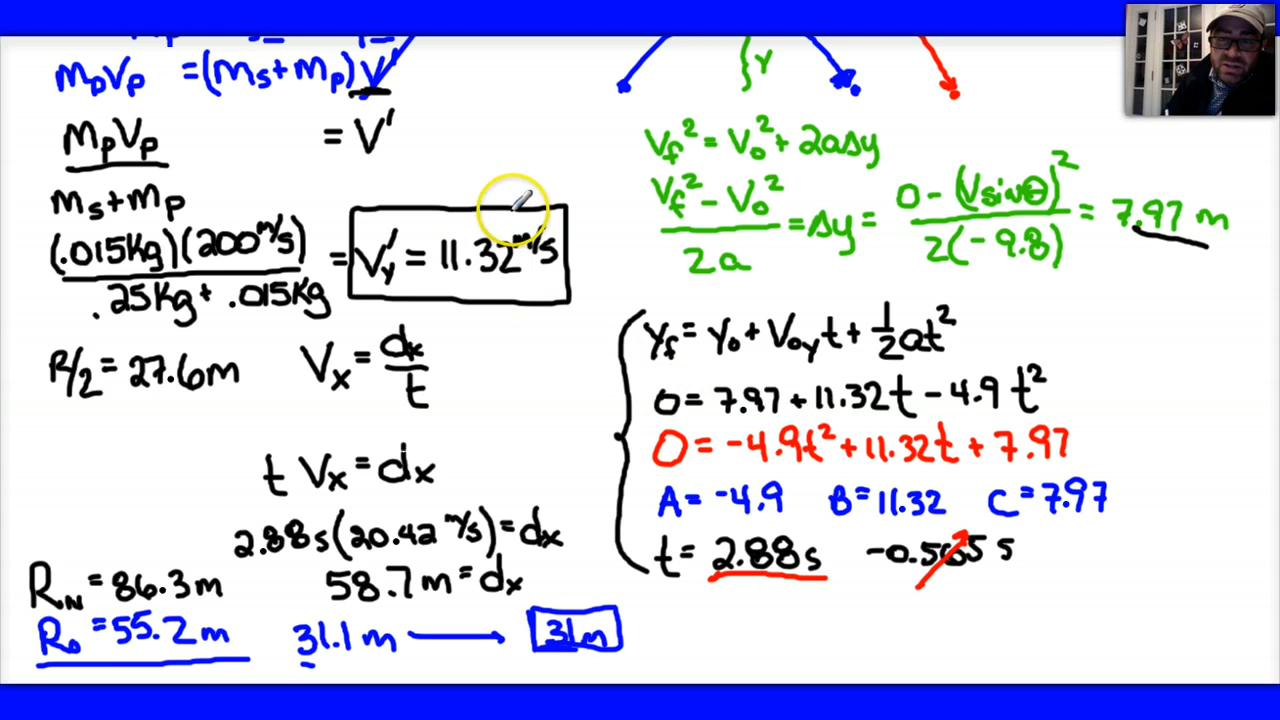 mpVp = (ms+mp) V'
mpVp = V'
ms+mp
(.015kg)(200m/s) = Vy' = 11.32m/s
.25kg + .015kg
R/2 = 27.6m Vx = dx
t
t Vx = dx
2.88s(20.42 m/s) = dx
RN = 86.3m 58.7m = dx
Ro = 55.2m 31.1m → 31m
Y
Vf² = Vo² + 2aΔy
Vf² - Vo² = Δy = 0 - (Vsinθ)² = 7.97 m
2a 2(-9.8)
Yf = Yo + Voyt + ½at²
0 = 7.97 + 11.32t - 4.9t²
0 = -4.9t² + 11.32t + 7.97
A = -4.9 B = 11.32 C = 7.97
t = 2.88s